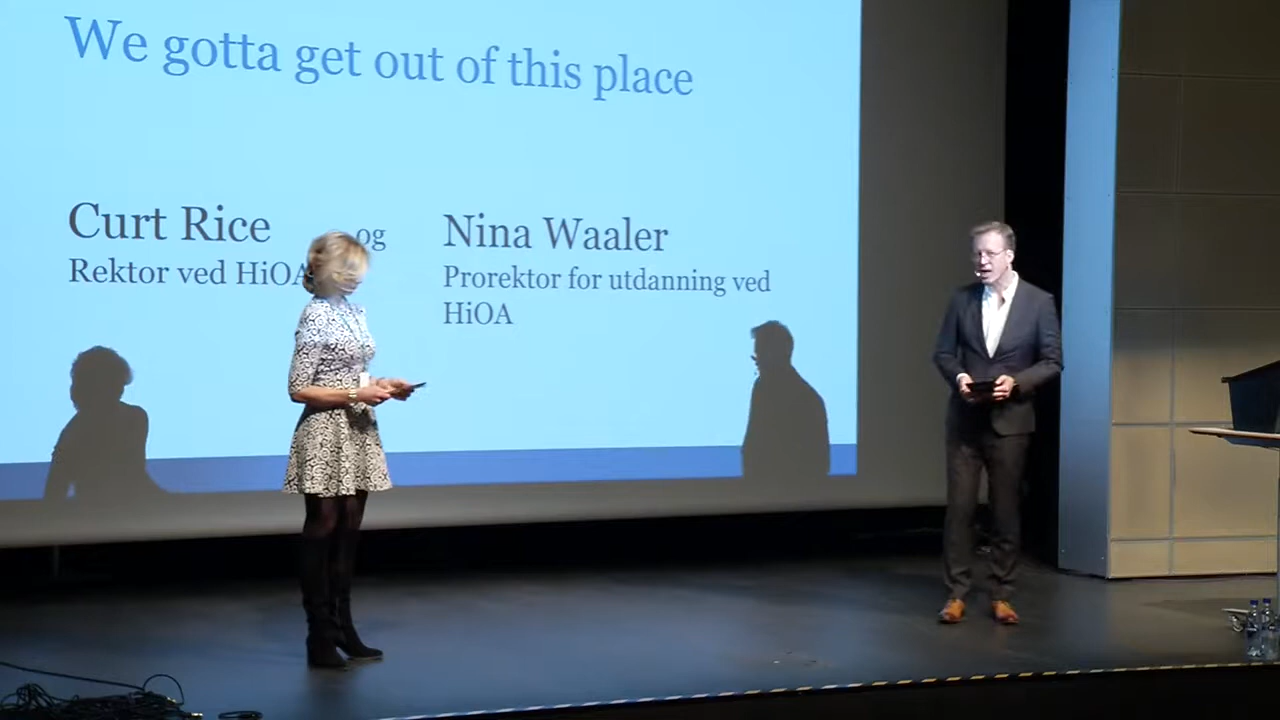 We gotta get out of this place
Curt Rice og Nina Waaler
Rektor ved HiOA Prorektor for utdanning ved
HiOA